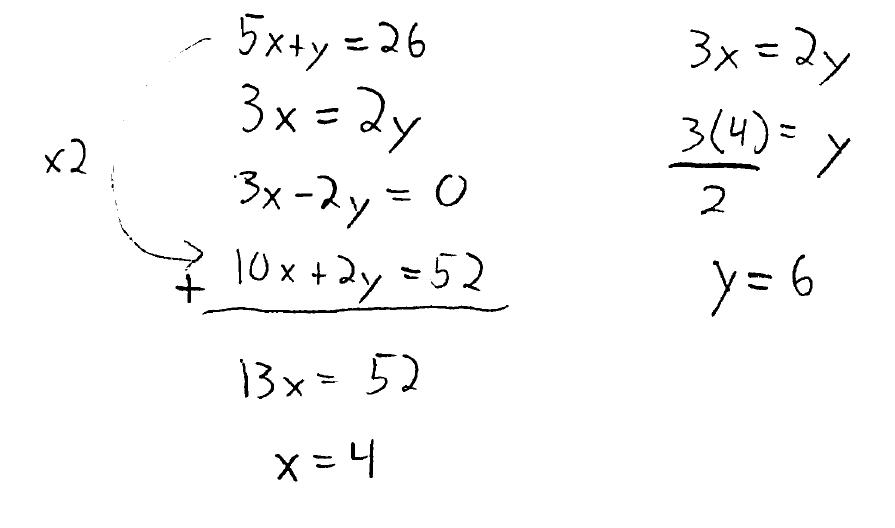 5x+y=26
3x=2y
3x-2y=0
x2
+ 10x+2y=52
13x=52
x=4
3x=2y
3(4)/2=y
y=6